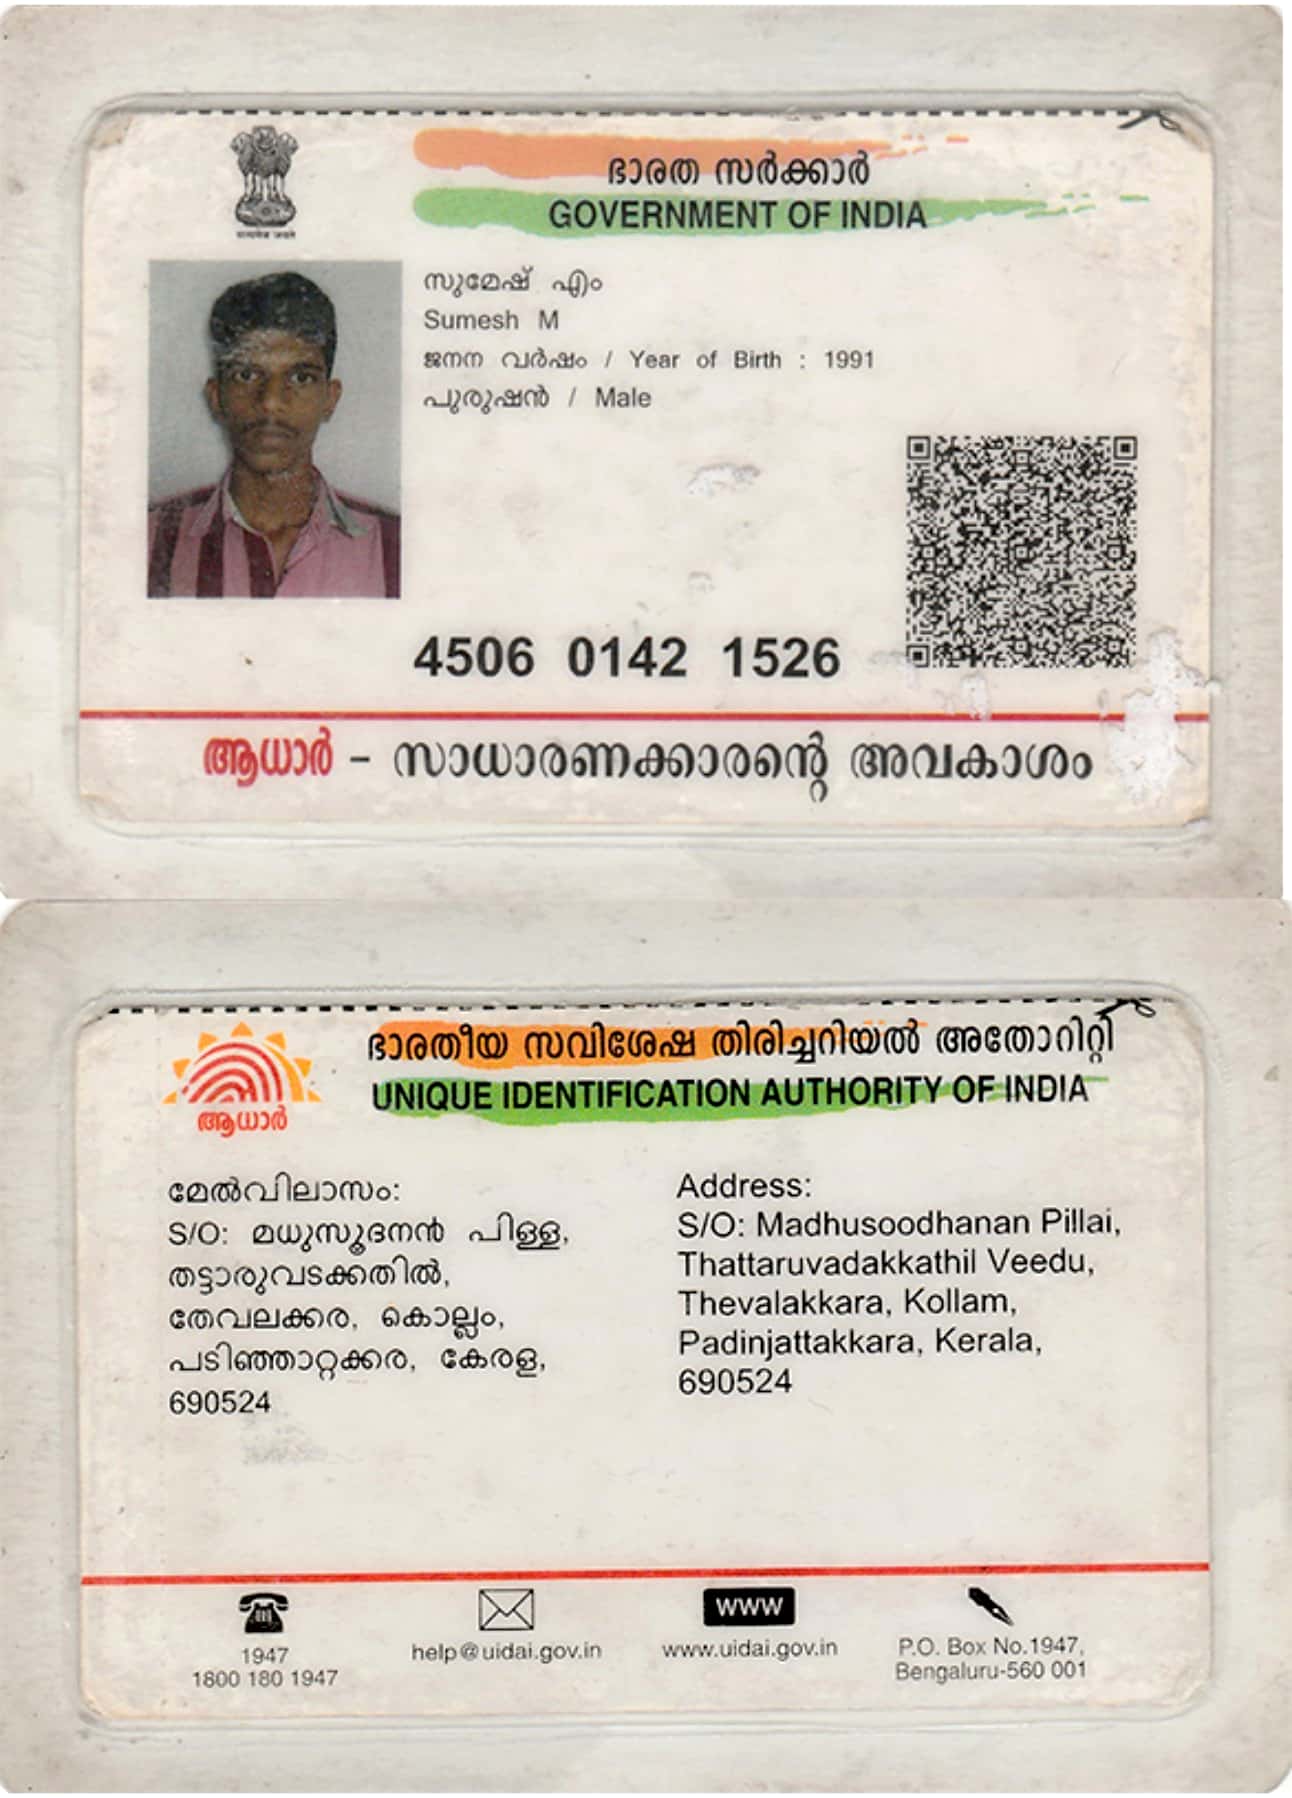 ഭാരത സർക്കാർ
GOVERNMENT OF INDIA
सत्यमेव जयते
സുമേഷ് എം
Sumesh M
ജനന വർഷം / Year of Birth : 1991
പുരുഷൻ / Male
4506 0142 1526
ആധാർ - സാധാരണക്കാരന്റെ അവകാശം
ഭാരതീയ സവിശേഷ തിരിച്ചറിയൽ അതോറിറ്റി
UNIQUE IDENTIFICATION AUTHORITY OF INDIA
ആധാർ
മേൽവിലാസം:
S/O: മധുസൂദനൻ പിള്ള,
തട്ടാരുവടക്കതിൽ,
തേവലക്കര, കൊല്ലം,
പടിഞ്ഞാറ്റക്കര, കേരള,
690524
Address:
S/O: Madhusoodhanan Pillai,
Thattaruvadakkathil Veedu,
Thevalakkara, Kollam,
Padinjattakkara, Kerala,
690524
1947
1800 180 1947
help@uidai.gov.in
www
www.uidai.gov.in
P.O. Box No.1947,
Bengaluru-560 001